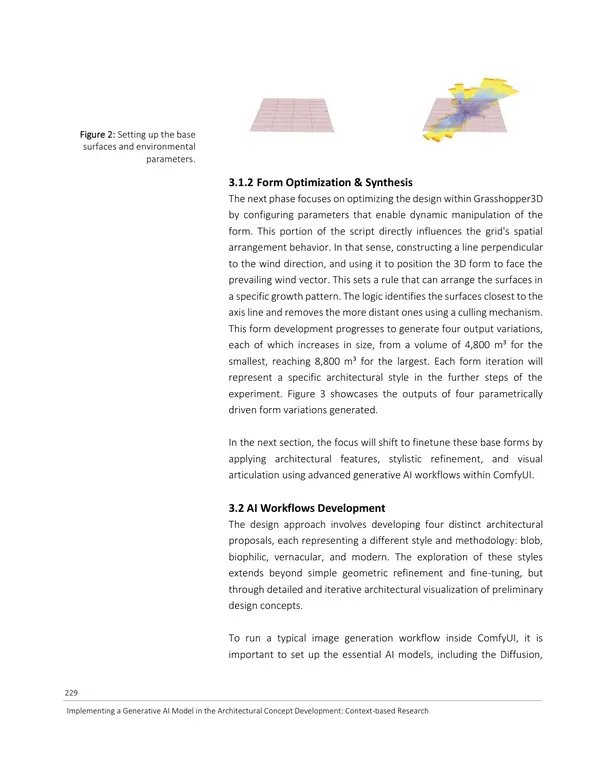 Figure 2: Setting up the base
surfaces and environmental
parameters.
3.1.2 Form Optimization & Synthesis
The next phase focuses on optimizing the design within Grasshopper3D
by configuring parameters that enable dynamic manipulation of the
form. This portion of the script directly influences the grid's spatial
arrangement behavior. In that sense, constructing a line perpendicular
to the wind direction, and using it to position the 3D form to face the
prevailing wind vector. This sets a rule that can arrange the surfaces in
a specific growth pattern. The logic identifies the surfaces closest to the
axis line and removes the more distant ones using a culling mechanism.
This form development progresses to generate four output variations,
each of which increases in size, from a volume of 4,800 m³ for the
smallest, reaching 8,800 m³ for the largest. Each form iteration will
represent a specific architectural style in the further steps of the
experiment. Figure 3 showcases the outputs of four parametrically
driven form variations generated.
In the next section, the focus will shift to finetune these base forms by
applying architectural features, stylistic refinement, and visual
articulation using advanced generative AI workflows within ComfyUI.
3.2 AI Workflows Development
The design approach involves developing four distinct architectural
proposals, each representing a different style and methodology: blob,
biophilic, vernacular, and modern. The exploration of these styles
extends beyond simple geometric refinement and fine-tuning, but
through detailed and iterative architectural visualization of preliminary
design concepts.
To run a typical image generation workflow inside ComfyUI, it is
important to set up the essential AI models, including the Diffusion,
229
Implementing a Generative AI Model in the Architectural Concept Development: Context-based Research